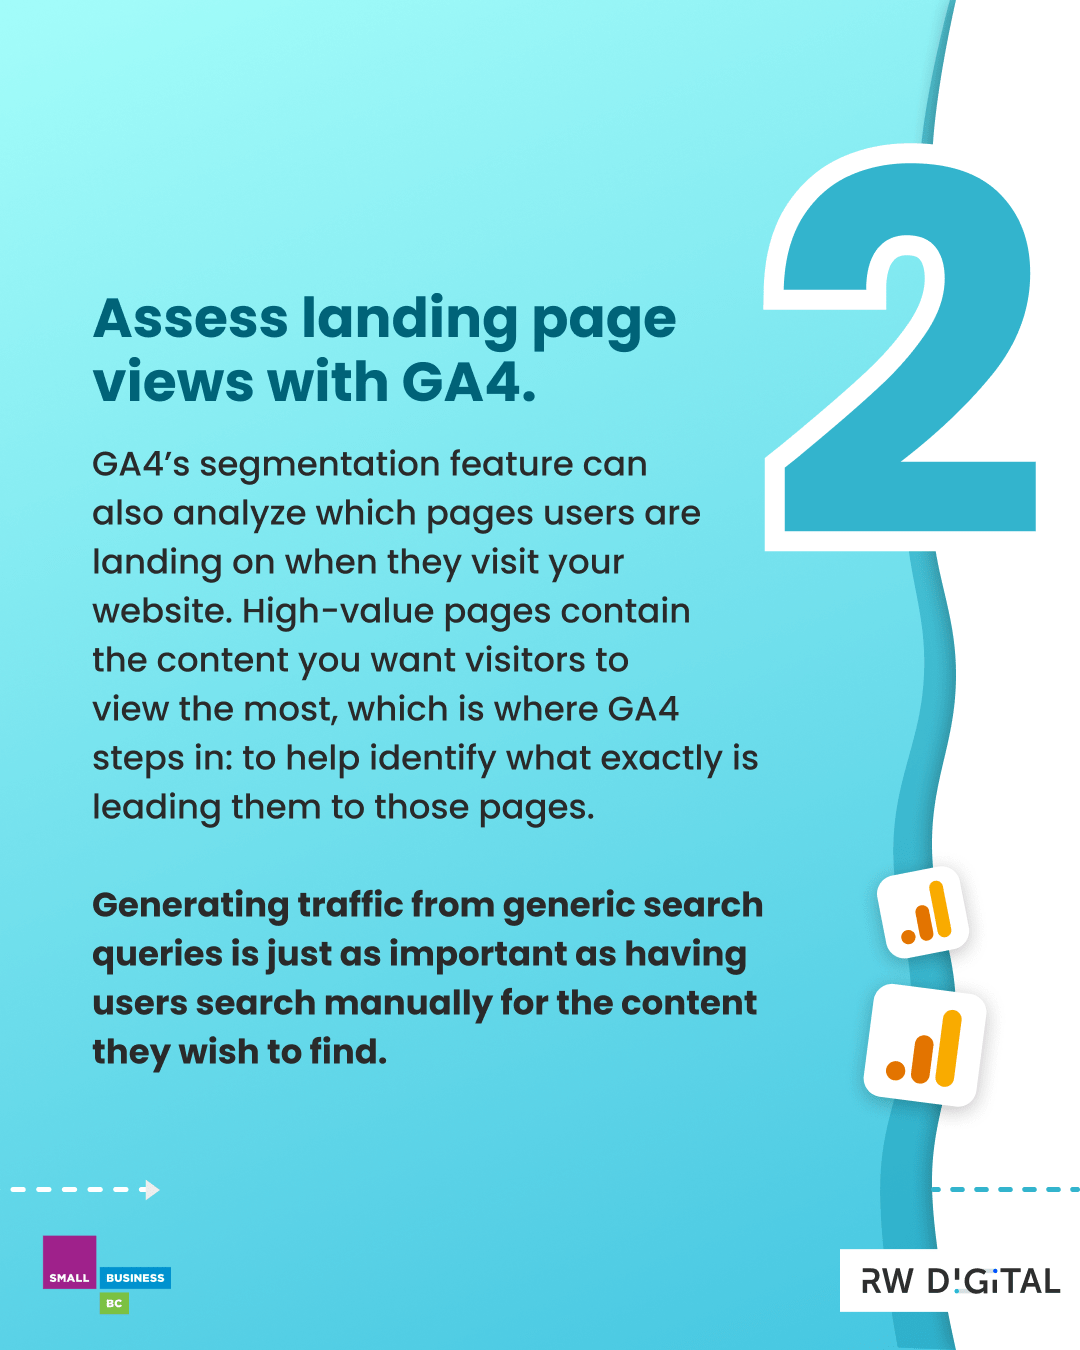 2
Assess landing page
views with GA4.
GA4’s segmentation feature can
also analyze which pages users are
landing on when they visit your
website. High-value pages contain
the content you want visitors to
view the most, which is where GA4
steps in: to help identify what exactly is
leading them to those pages.
Generating traffic from generic search
queries is just as important as having
users search manually for the content
they wish to find.
SMALL BUSINESS
BC
RW DIGITAL